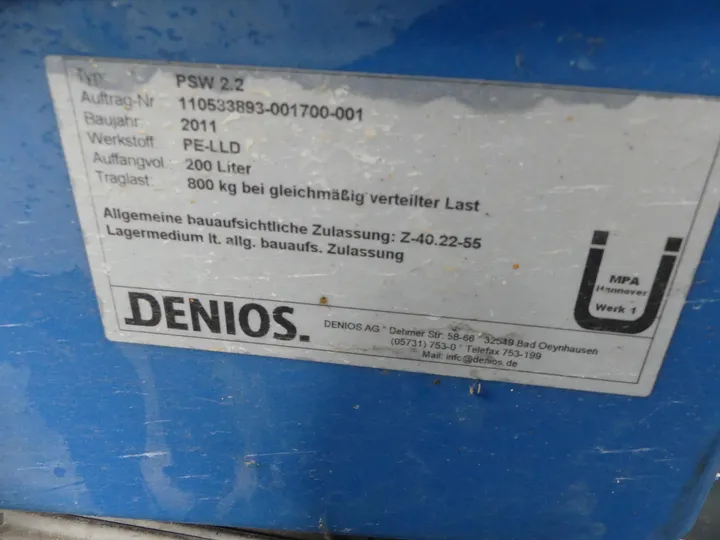 Typ: PSW 2.2
Auftrag-Nr 110533893-001700-001
Baujahr: 2011
Werkstoff: PE-LLD
Auffangvol.: 200 Liter
Traglast: 800 kg bei gleichmäßig verteilter Last
Allgemeine bauaufsichtliche Zulassung: Z-40.22-55
Lagermedium lt. allg. bauaufs. Zulassung
MPA
Hannover
Werk 1
DENIOS.
DENIOS AG * Dehmer Str. 58-66 * 32549 Bad Oeynhausen
(05731) 753-0 * Telefax 753-199
Mail: info@denios.de